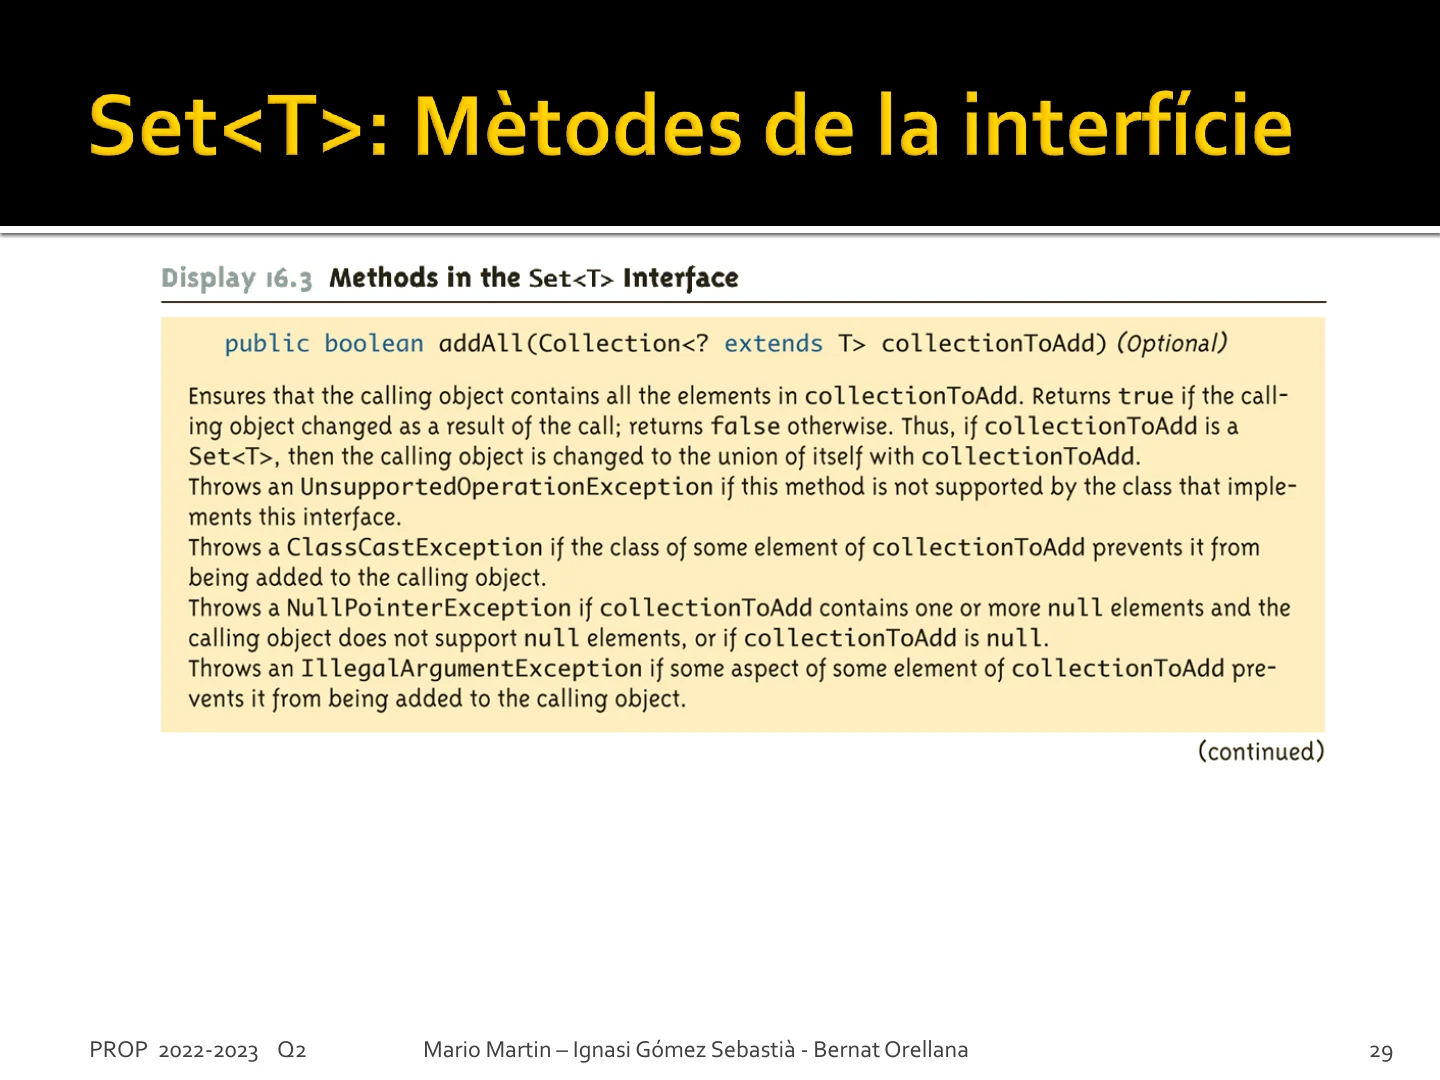 Set<T>: Mètodes de la interfície
Display 16.3 Methods in the Set<T> Interface
public boolean addAll(Collection<? extends T> collectionToAdd) (Optional)
Ensures that the calling object contains all the elements in collectionToAdd. Returns true if the call-
ing object changed as a result of the call; returns false otherwise. Thus, if collectionToAdd is a
Set<T>, then the calling object is changed to the union of itself with collectionToAdd.
Throws an UnsupportedOperationException if this method is not supported by the class that imple-
ments this interface.
Throws a ClassCastException if the class of some element of collectionToAdd prevents it from
being added to the calling object.
Throws a NullPointerException if collectionToAdd contains one or more null elements and the
calling object does not support null elements, or if collectionToAdd is null.
Throws an IllegalArgumentException if some aspect of some element of collectionToAdd pre-
vents it from being added to the calling object.
(continued)
PROP 2022-2023 Q2 Mario Martin – Ignasi Gómez Sebastià - Bernat Orellana 29